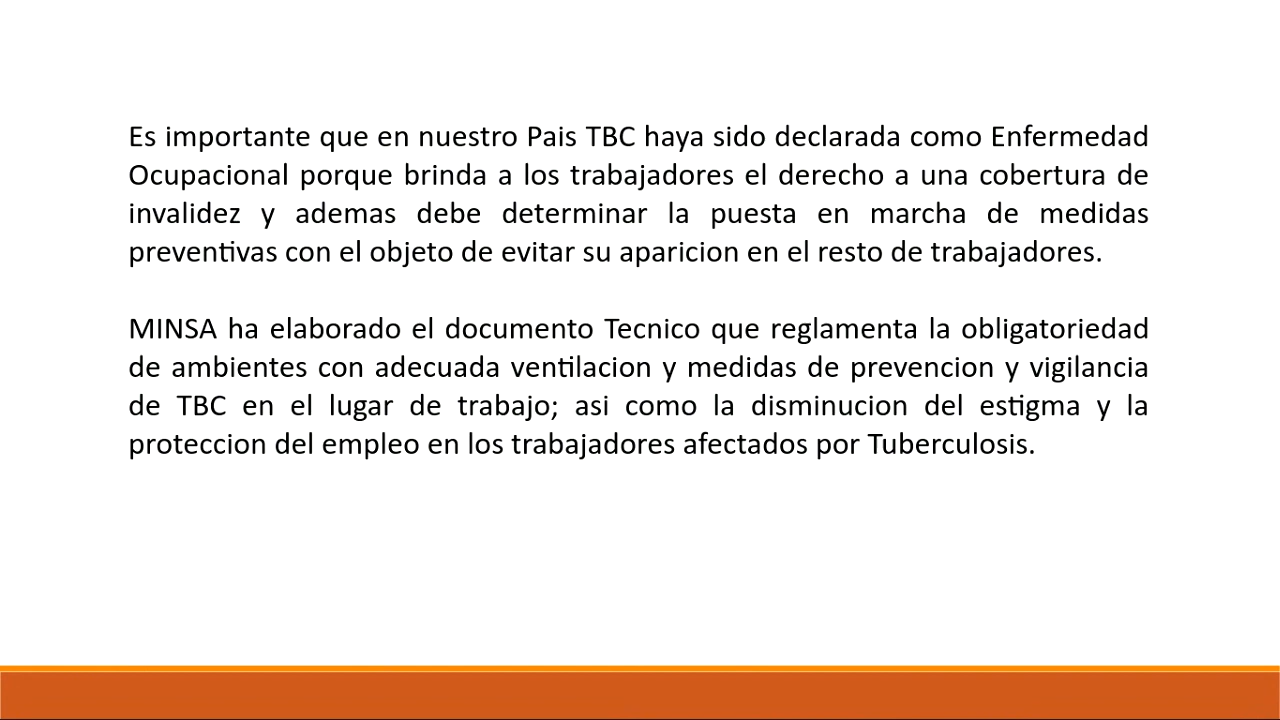 Es importante que en nuestro Pais TBC haya sido declarada como Enfermedad
Ocupacional porque brinda a los trabajadores el derecho a una cobertura de
invalidez y ademas debe determinar la puesta en marcha de medidas
preventivas con el objeto de evitar su aparicion en el resto de trabajadores.
MINSA ha elaborado el documento Tecnico que reglamenta la obligatoriedad
de ambientes con adecuada ventilacion y medidas de prevencion y vigilancia
de TBC en el lugar de trabajo; asi como la disminucion del estigma y la
proteccion del empleo en los trabajadores afectados por Tuberculosis.